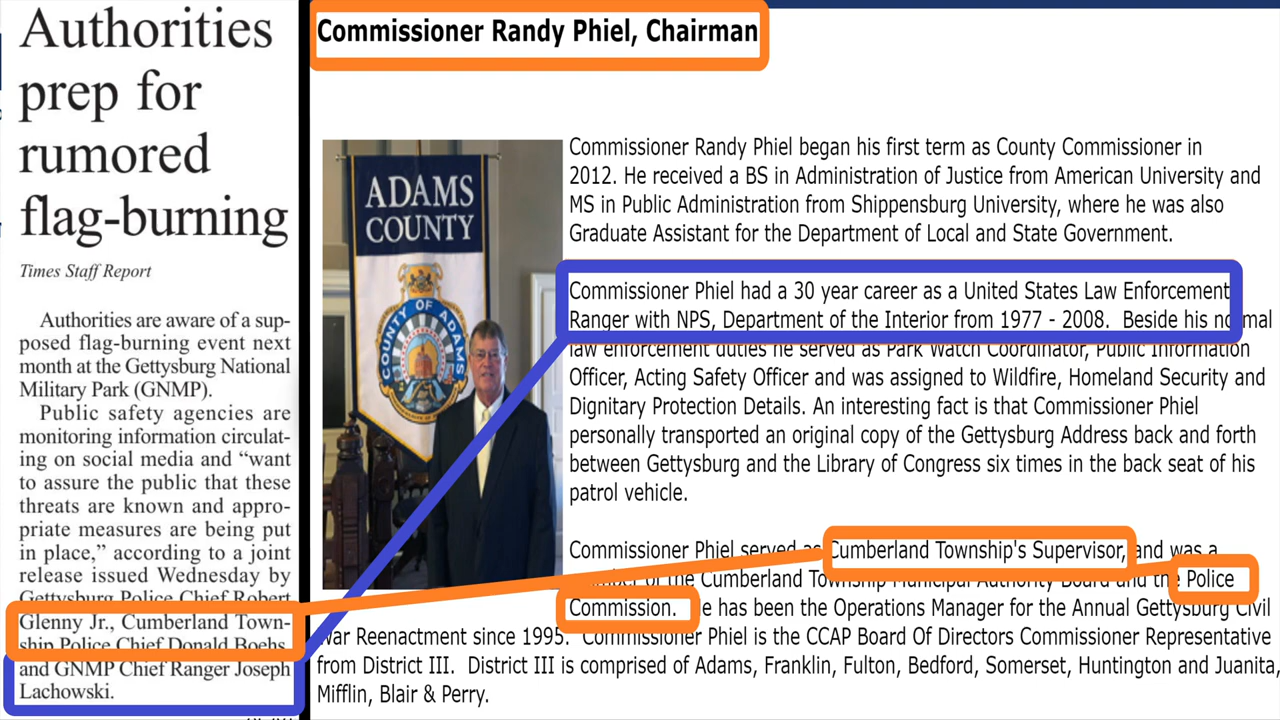 Authorities
prep for
rumored
flag-burning
Times Staff Report
Authorities are aware of a sup-
posed flag-burning event next
month at the Gettysburg National
Military Park (GNMP).
Public safety agencies are
monitoring information circulat-
ing on social media and “want
to assure the public that these
threats are known and appro-
priate measures are being put
in place,” according to a joint
release issued Wednesday by
Gettysburg Police Chief Robert
Glenny Jr., Cumberland Town-
ship Police Chief Donald Boehs
and GNMP Chief Ranger Joseph
Lachowski.
Commissioner Randy Phiel, Chairman
ADAMS
COUNTY
COUNTY OF ADAMS
Commissioner Randy Phiel began his first term as County Commissioner in
2012. He received a BS in Administration of Justice from American University and
MS in Public Administration from Shippensburg University, where he was also
Graduate Assistant for the Department of Local and State Government.
Commissioner Phiel had a 30 year career as a United States Law Enforcement
Ranger with NPS, Department of the Interior from 1977 - 2008. Beside his normal
law enforcement duties he served as Park Watch Coordinator, Public Information
Officer, Acting Safety Officer and was assigned to Wildfire, Homeland Security and
Dignitary Protection Details. An interesting fact is that Commissioner Phiel
personally transported an original copy of the Gettysburg Address back and forth
between Gettysburg and the Library of Congress six times in the back seat of his
patrol vehicle.
Commissioner Phiel served as Cumberland Township's Supervisor, and was a
of the Cumberland Township Municipal Authority Board and the Police
Commission. He has been the Operations Manager for the Annual Gettysburg Civil
War Reenactment since 1995. Commissioner Phiel is the CCAP Board Of Directors Commissioner Representative
from District III. District III is comprised of Adams, Franklin, Fulton, Bedford, Somerset, Huntington and Juanita,
Mifflin, Blair & Perry.